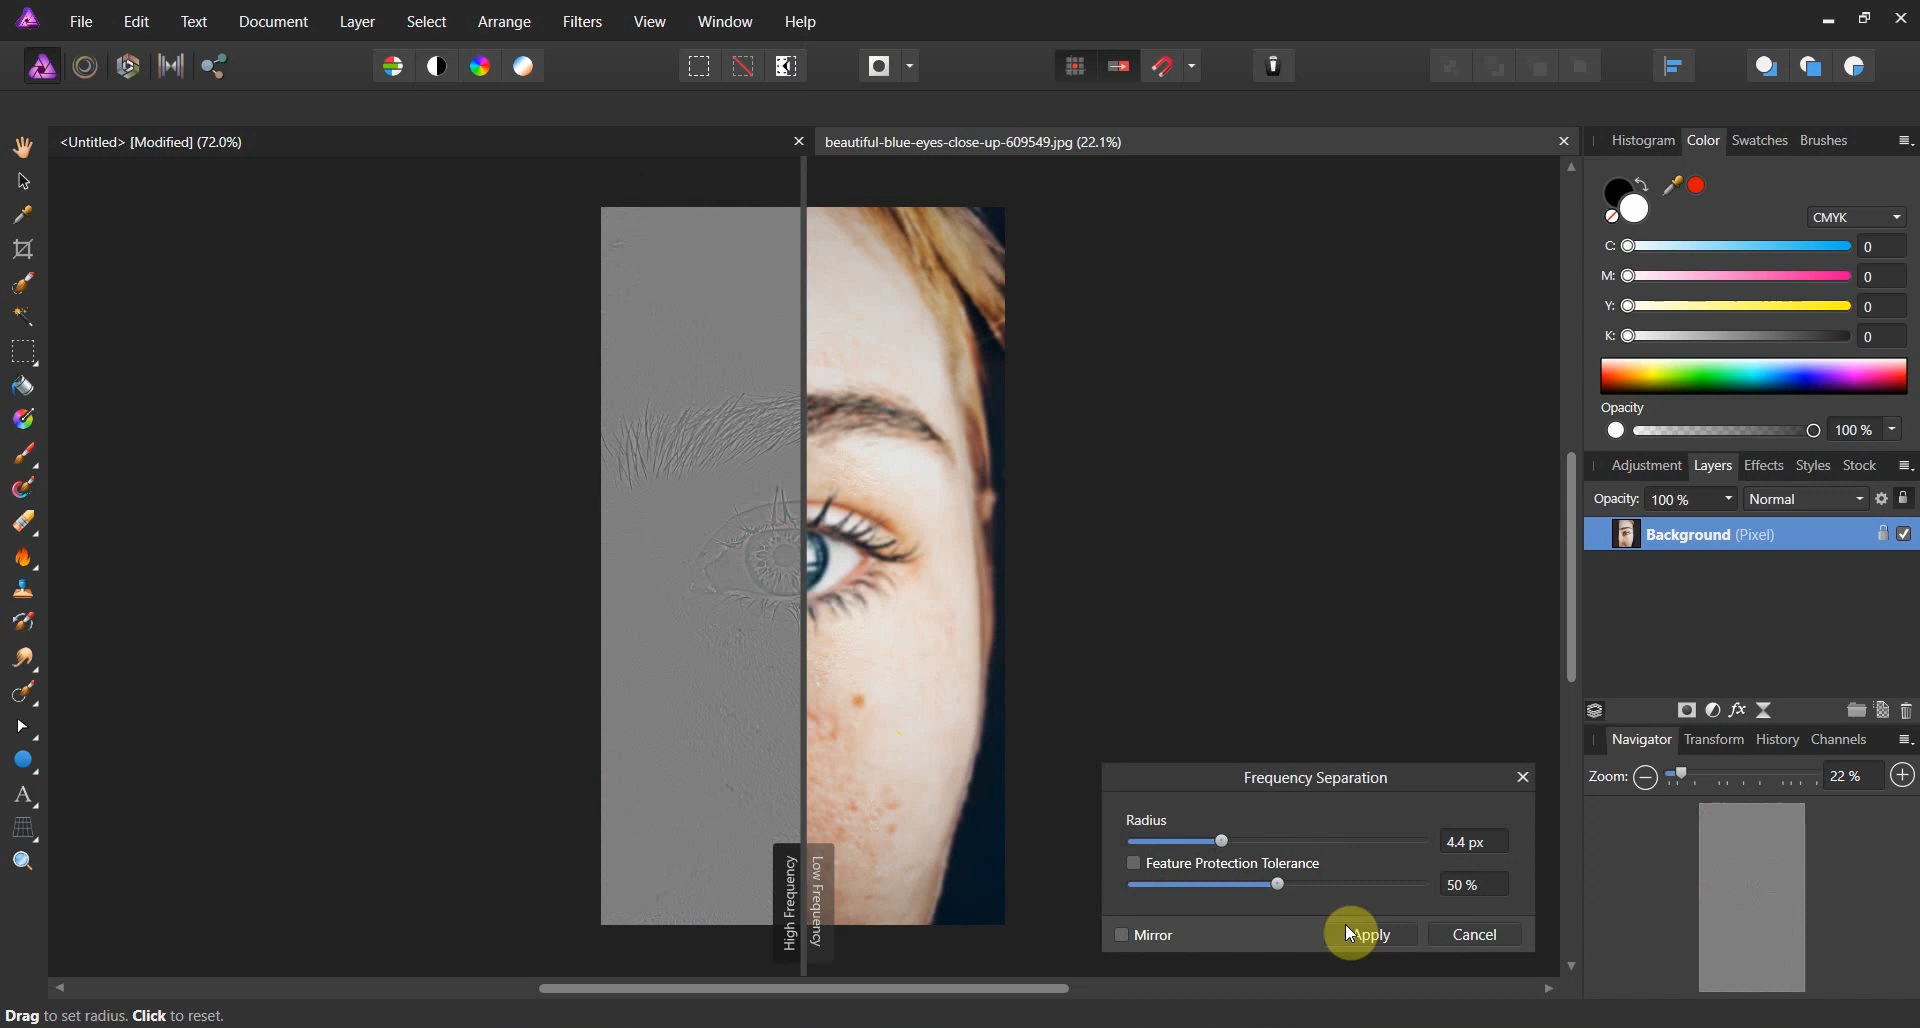 File Edit Text Document Layer Select Arrange Filters View Window Help
<Untitled> [Modified] (72.0%)
beautiful-blue-eyes-close-up-609549.jpg (22.1%)
Histogram Color Swatches Brushes
CMYK
C: 0
M: 0
Y: 0
K: 0
Opacity
100 %
Adjustment Layers Effects Styles Stock
Opacity: 100 % Normal
Background (Pixel)
fx
Navigator Transform History Channels
Zoom: 22 %
High Frequency
Low Frequency
Frequency Separation
Radius
4.4 px
Feature Protection Tolerance
50 %
Mirror Apply Cancel
Drag to set radius. Click to reset.